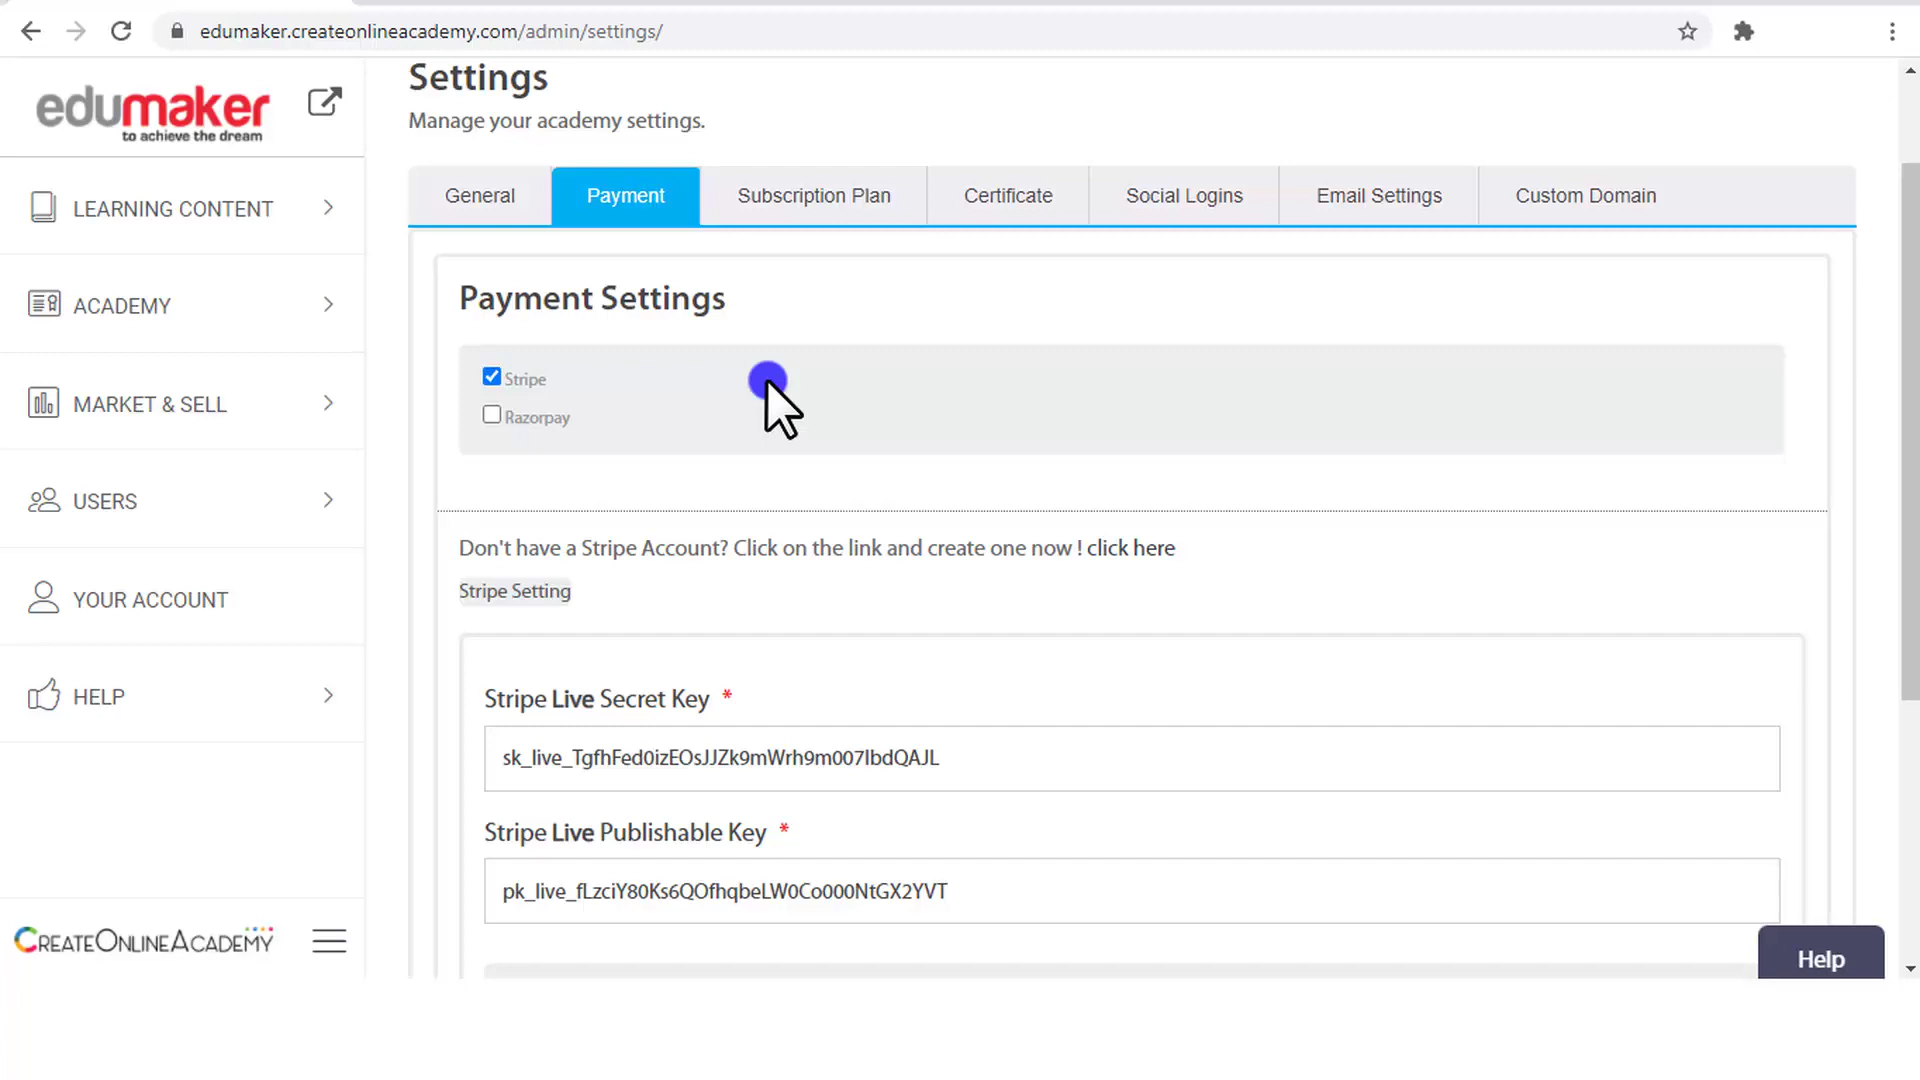 edumaker.createonlineacademy.com/admin/settings/
edumaker
to achieve the dream
LEARNING CONTENT
ACADEMY
MARKET & SELL
USERS
YOUR ACCOUNT
HELP
CREATEONLINEACADEMY
Settings
Manage your academy settings.
General Payment Subscription Plan Certificate Social Logins Email Settings Custom Domain
Payment Settings
Stripe
Razorpay
Don't have a Stripe Account? Click on the link and create one now ! click here
Stripe Setting
Stripe Live Secret Key *
sk_live_TgfhFed0izEOsJJZk9mWrh9m007lbdQAJL
Stripe Live Publishable Key *
pk_live_fLzciY80Ks6QOfhqbeLW0Co000NtGX2YVT
Help